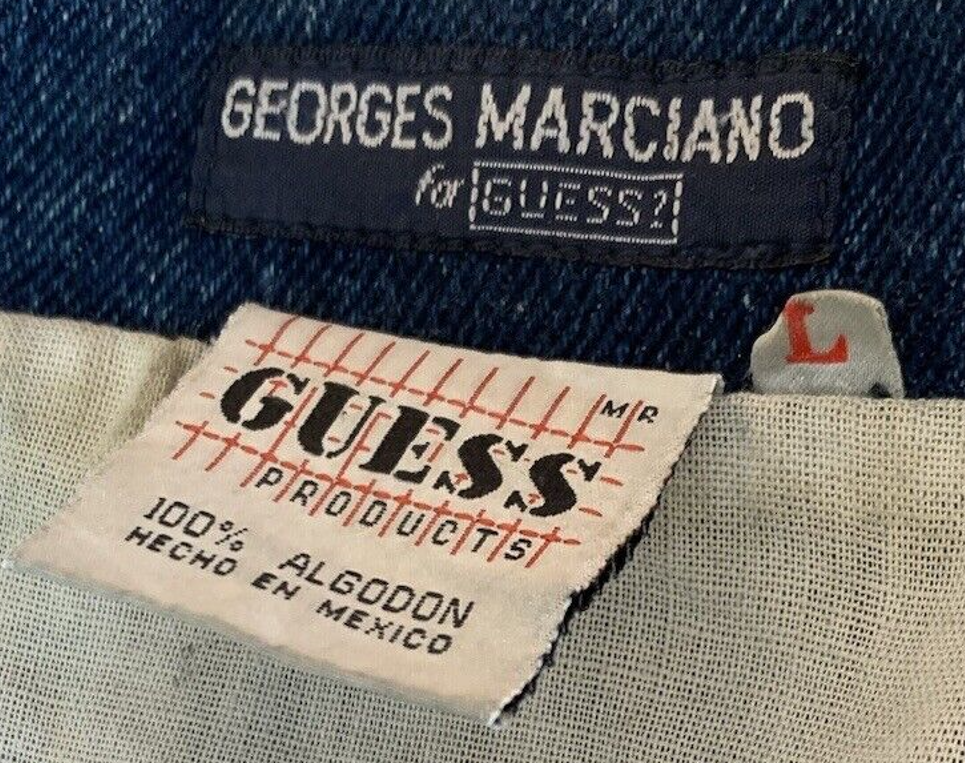 GEORGES MARCIANO
for GUESS?
L
MR
GUESS
PRODUCTS
100% ALGODON
HECHO EN MEXICO